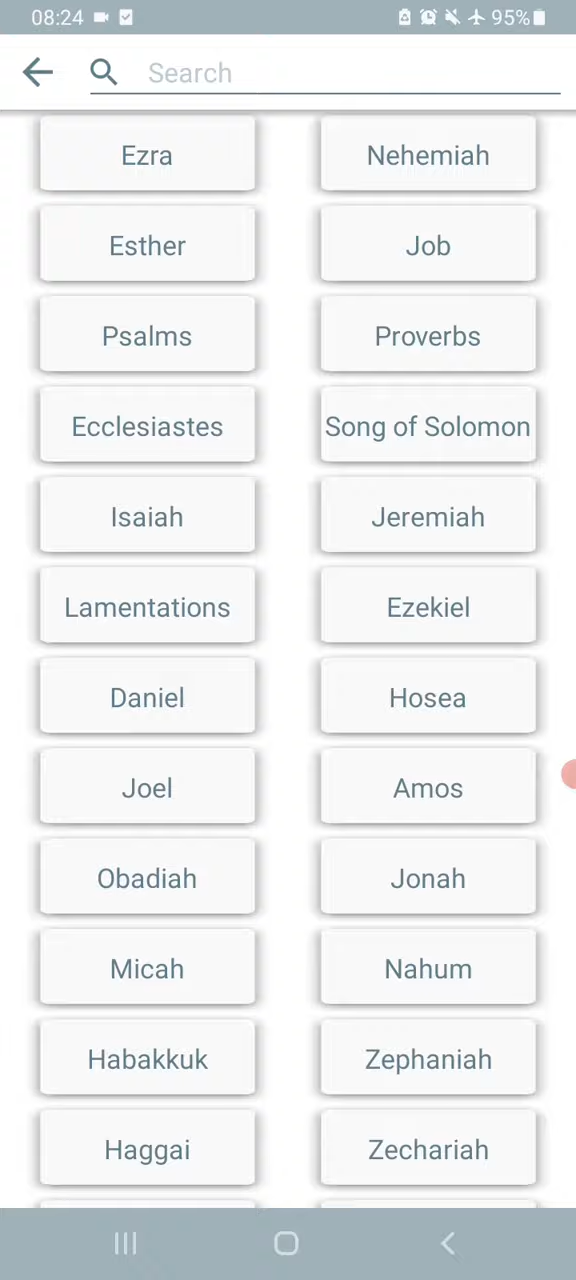 08:24 95%
Search
Ezra Nehemiah
Esther Job
Psalms Proverbs
Ecclesiastes Song of Solomon
Isaiah Jeremiah
Lamentations Ezekiel
Daniel Hosea
Joel Amos
Obadiah Jonah
Micah Nahum
Habakkuk Zephaniah
Haggai Zechariah